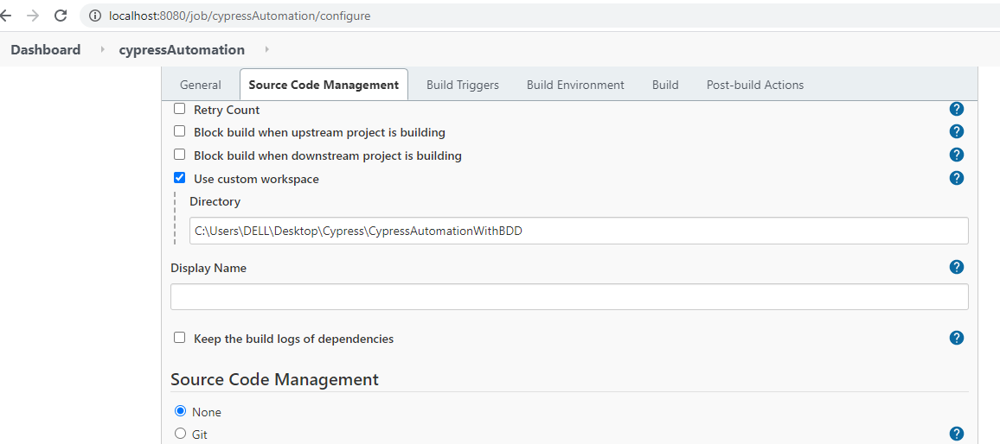 localhost:8080/job/cypressAutomation/configure
Dashboard cypressAutomation
General Source Code Management Build Triggers Build Environment Build Post-build Actions
Retry Count ?
Block build when upstream project is building ?
Block build when downstream project is building ?
Use custom workspace ?
Directory
C:\Users\DELL\Desktop\Cypress\CypressAutomationWithBDD
Display Name ?
Keep the build logs of dependencies ?
Source Code Management
None
Git ?